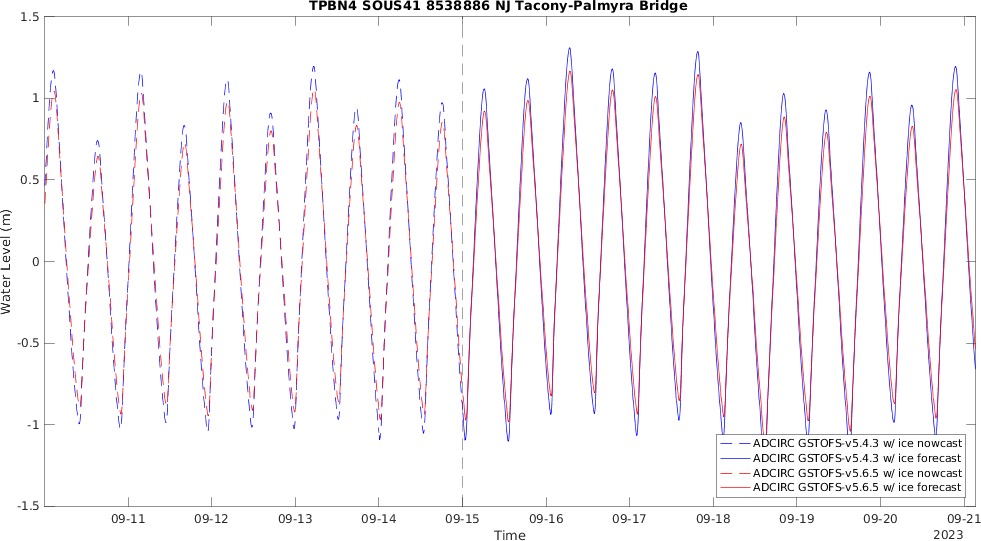 TPBN4 SOUS41 8538886 NJ Tacony-Palmyra Bridge
1.5
1
0.5
0
-0.5
-1
-1.5
Water Level (m)
ADCIRC GSTOFS-v5.4.3 w/ ice nowcast
ADCIRC GSTOFS-v5.4.3 w/ ice forecast
ADCIRC GSTOFS-v5.6.5 w/ ice nowcast
ADCIRC GSTOFS-v5.6.5 w/ ice forecast
09-11 09-12 09-13 09-14 09-15 09-16 09-17 09-18 09-19 09-20 09-21
Time
2023